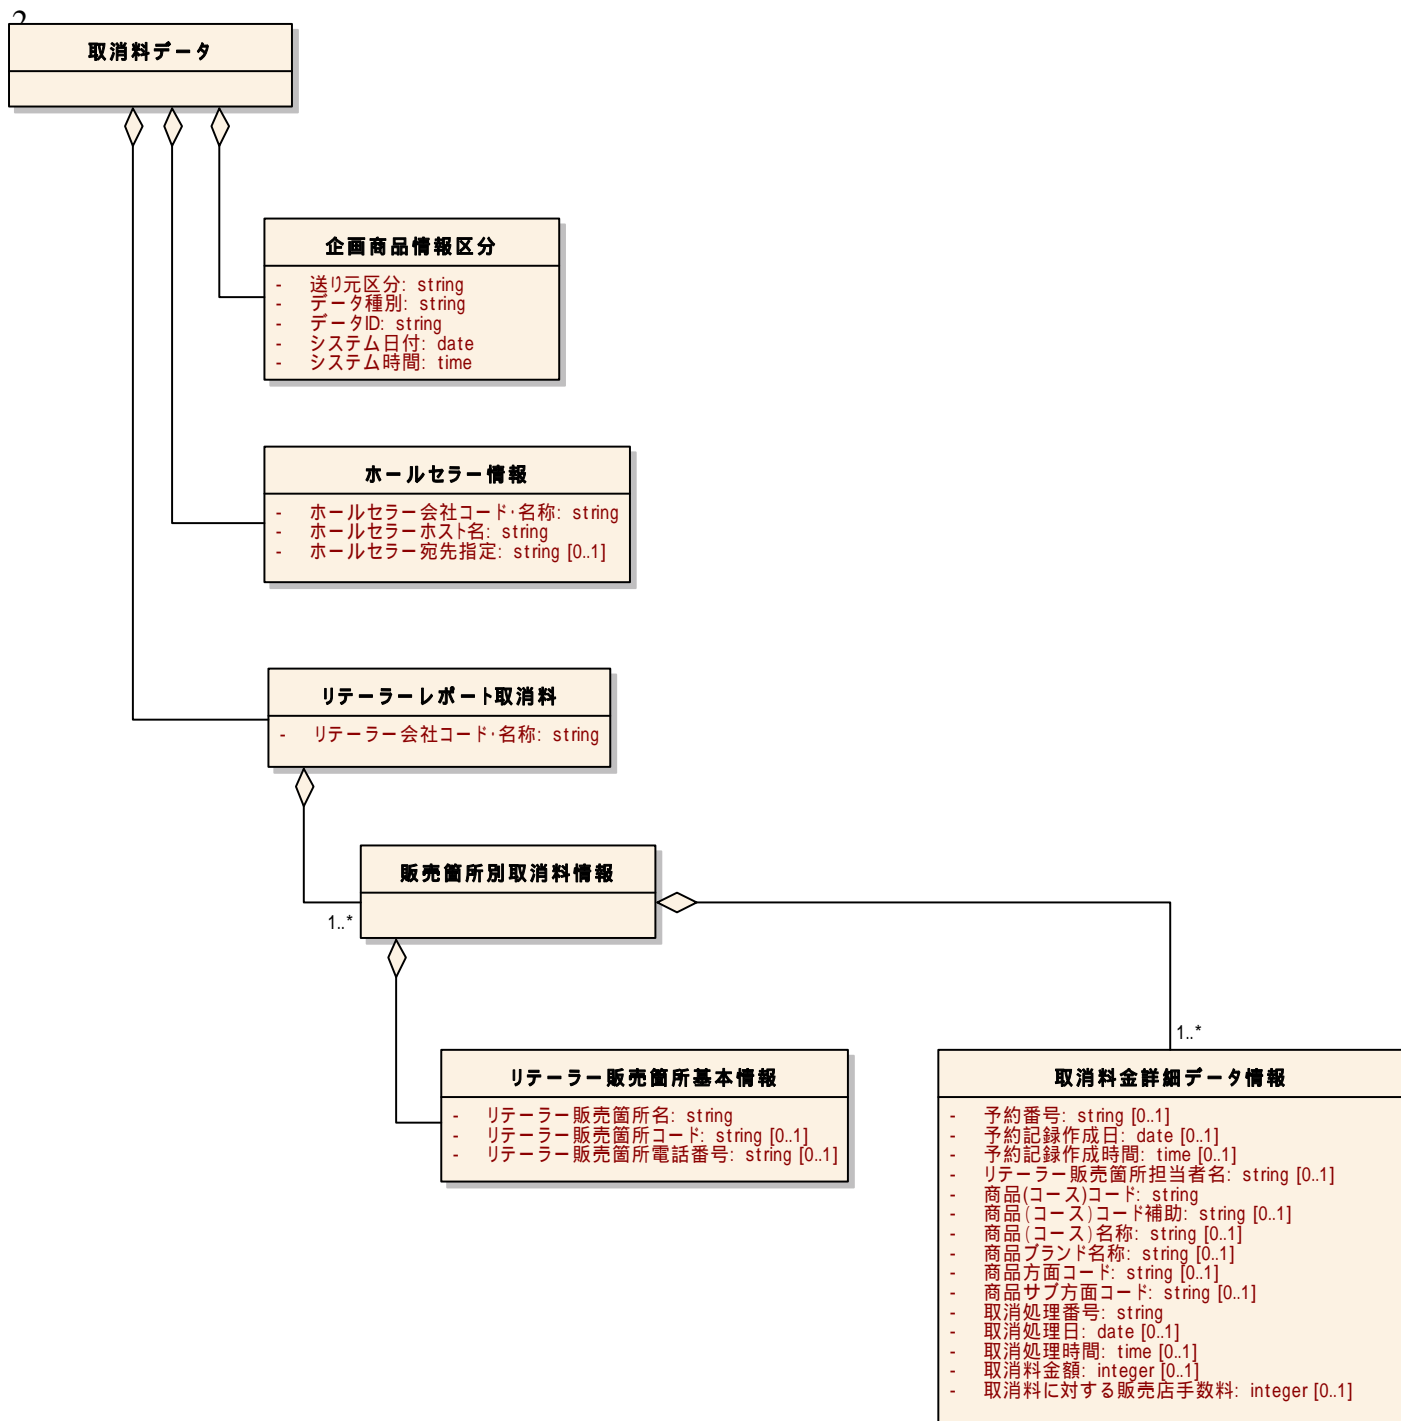 2
取消料データ
企画商品情報区分
- 送り元区分: string
- データ種別: string
- データID: string
- システム日付: date
- システム時間: time
ホールセラー情報
- ホールセラー会社コード・名称: string
- ホールセラーホスト名: string
- ホールセラー宛先指定: string [0..1]
リテーラーレポート取消料
- リテーラー会社コード・名称: string
販売箇所別取消料情報
1..*
1..*
リテーラー販売箇所基本情報
- リテーラー販売箇所名: string
- リテーラー販売箇所コード: string [0..1]
- リテーラー販売箇所電話番号: string [0..1]
取消料金詳細データ情報
- 予約番号: string [0..1]
- 予約記録作成日: date [0..1]
- 予約記録作成時間: time [0..1]
- リテーラー販売箇所担当者名: string [0..1]
- 商品(コース)コード: string
- 商品(コース)コード補助: string [0..1]
- 商品(コース)名称: string [0..1]
- 商品ブランド名称: string [0..1]
- 商品方面コード: string [0..1]
- 商品サブ方面コード: string [0..1]
- 取消処理番号: string
- 取消処理日: date [0..1]
- 取消処理時間: time [0..1]
- 取消料金額: integer [0..1]
- 取消料に対する販売店手数料: integer [0..1]